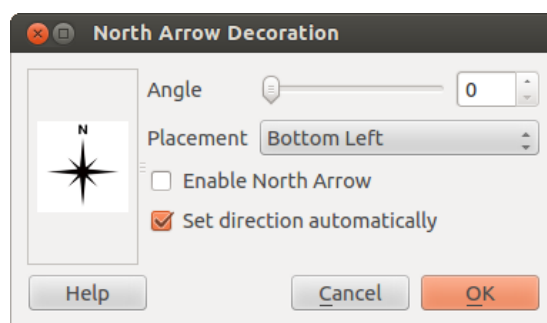 North Arrow Decoration
Angle 0
N
Placement Bottom Left
Enable North Arrow
Set direction automatically
Help Cancel OK